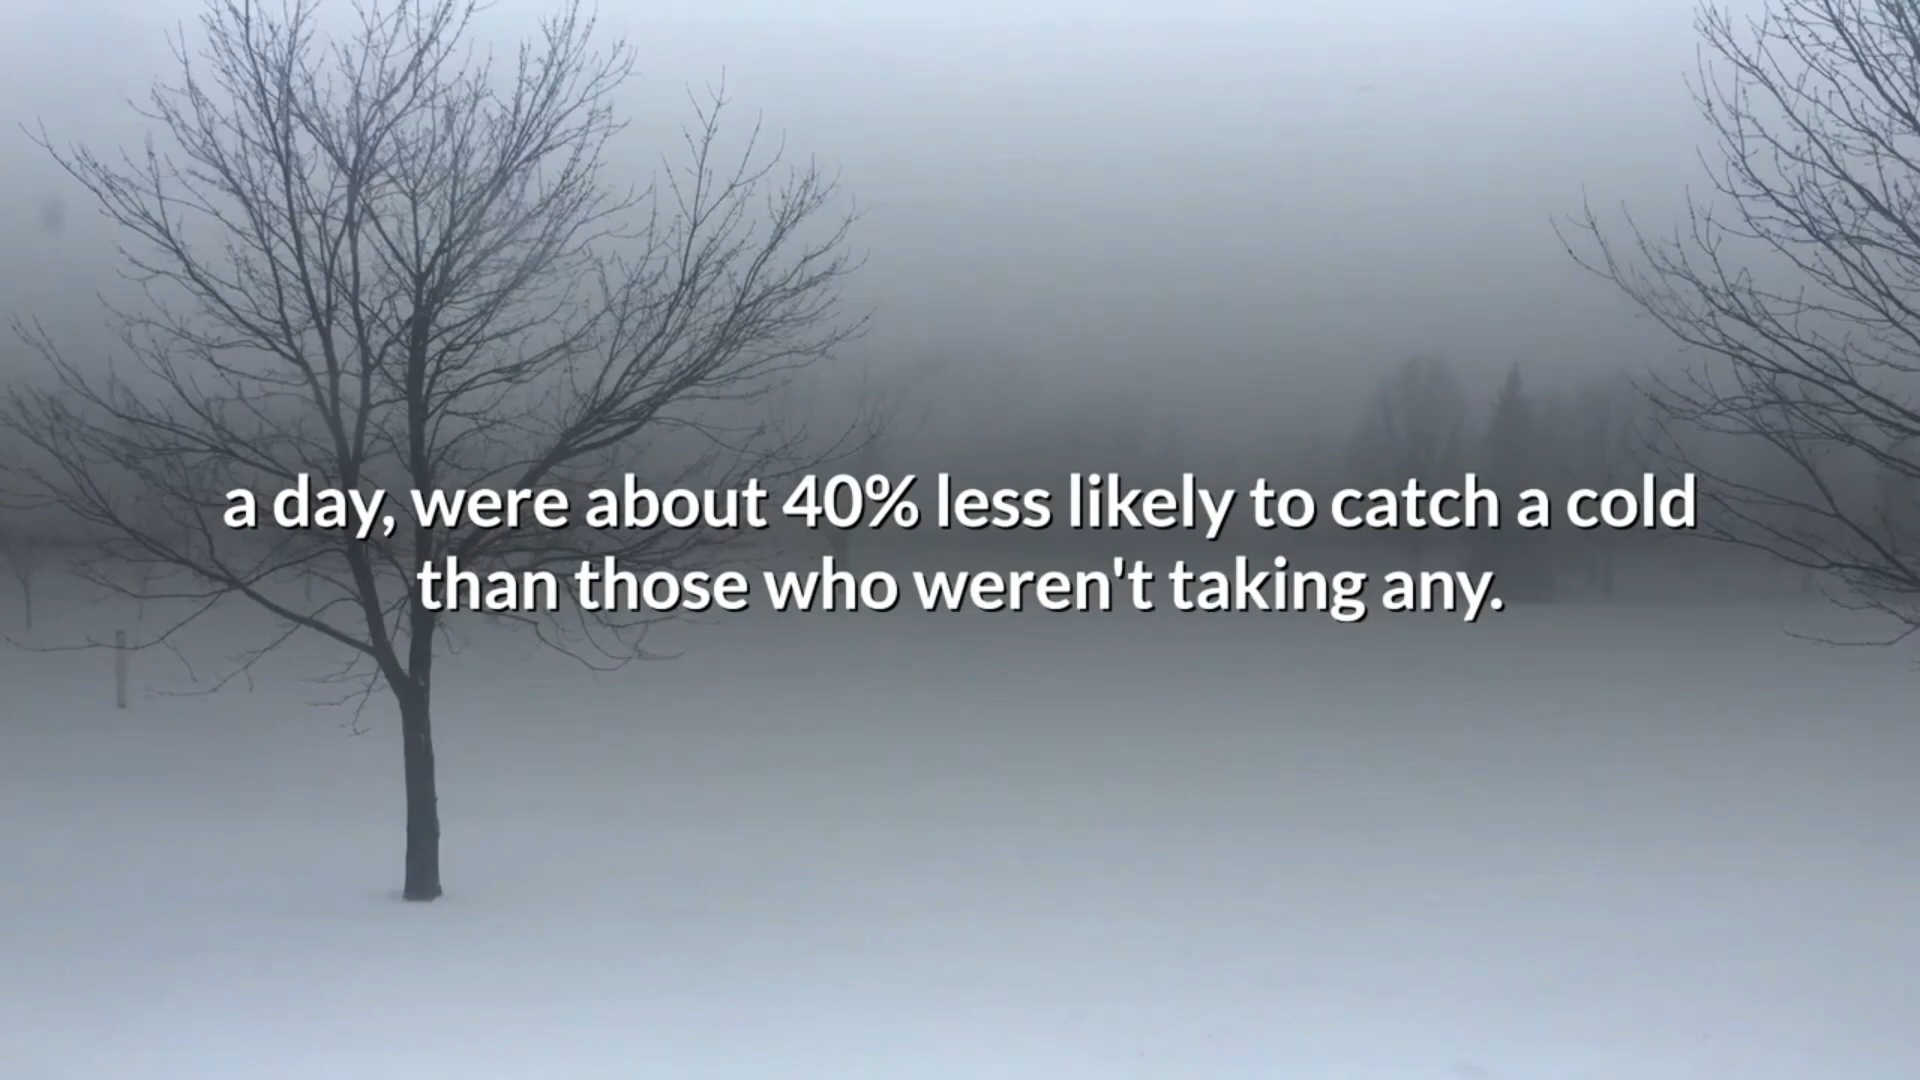 a day, were about 40% less likely to catch a cold
than those who weren't taking any.